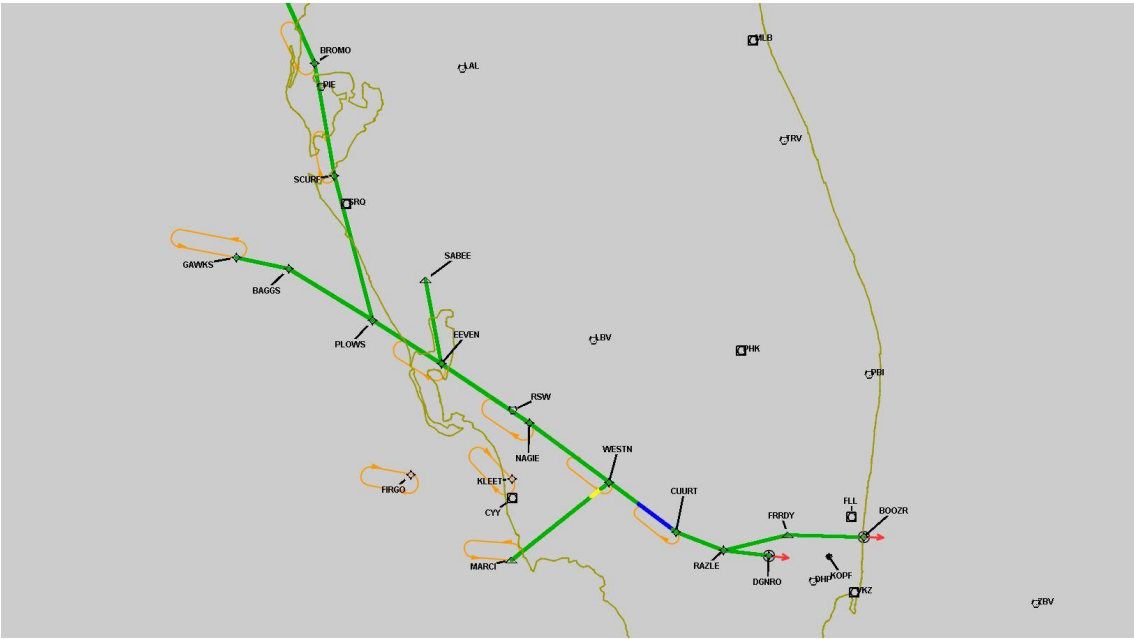 MLB
BROMO
LAL
PIE
TRV
SCURF
SRQ
SABEE
GAWKS
BAGGS
EEVEN
PLOWS
LBV
PHK
PBI
RSW
WESTN
NAGIE
KLEET
FIRGO
CUURT
CYY
FLL
BOOZR
FRRDY
MARCI
RAZLE
KOPF
DGNRO
DHP
VKZ
ZBV